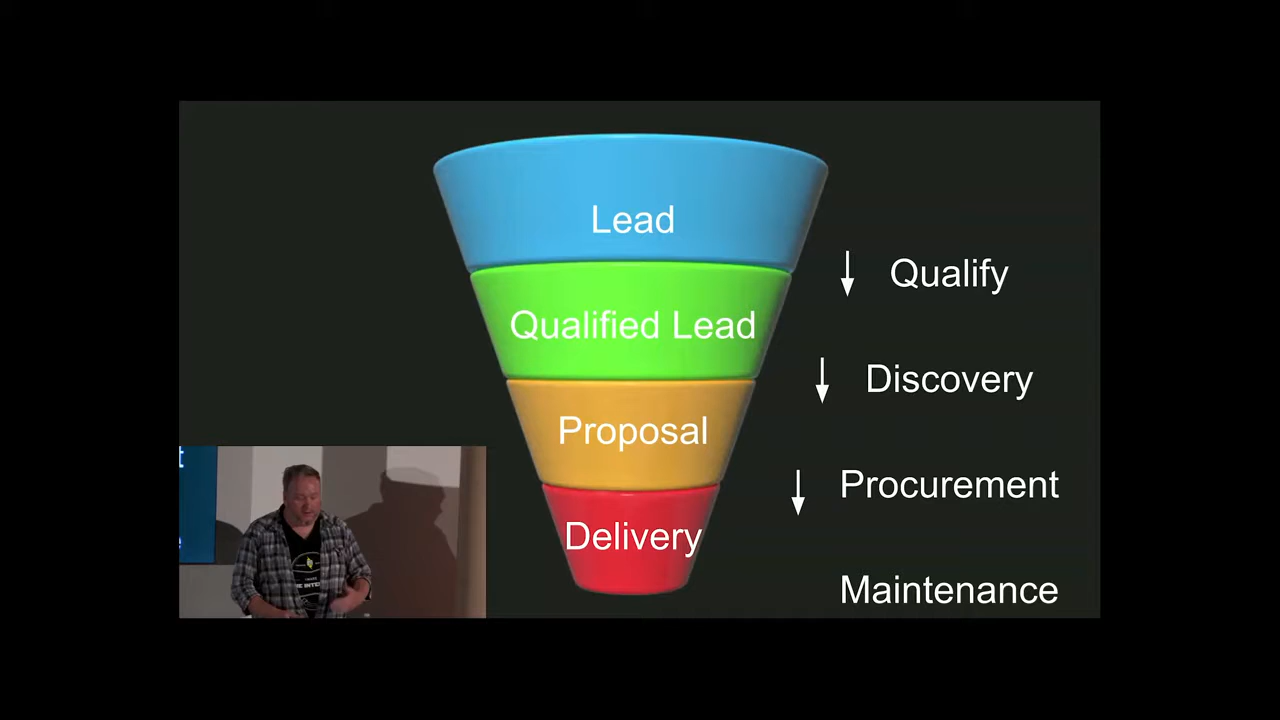 Lead
Qualify
Qualified Lead
Discovery
Proposal
Procurement
Delivery
Maintenance